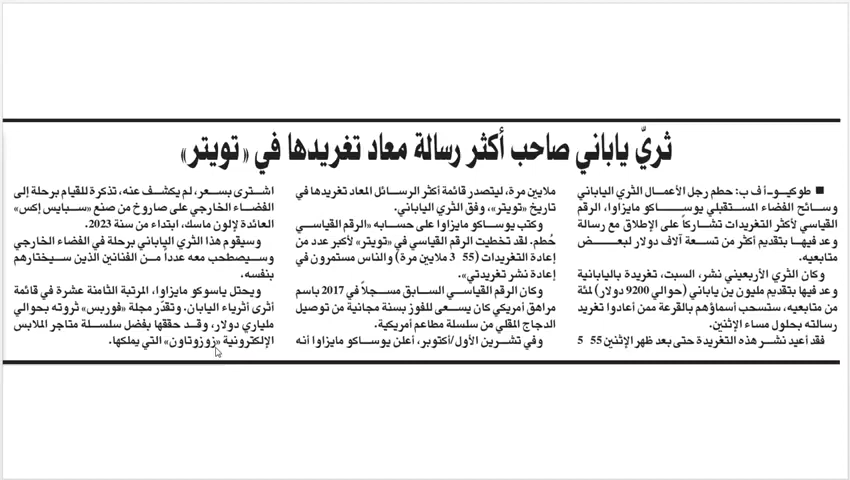 ثريّ ياباني صاحب أكثر رسالة معاد تغريدها في «تويتر»
■ طوكيو-أ ف ب: حطم رجل الأعمال الثري الياباني
وسائح الفضاء المستقبلي يوساكو مايزاوا، الرقم
القياسي لأكثر التغريدات تشاركاً على الإطلاق مع رسالة
وعد فيها بتقديم أكثر من تسعة آلاف دولار لبعض
متابعيه.
وكان الثري الأربعيني نشر، السبت، تغريدة باليابانية
وعد فيها بتقديم مليون ين ياباني (حوالي 9200 دولار) لمئة
من متابعيه، ستسحب أسماؤهم بالقرعة ممن أعادوا تغريد
رسالته بحلول مساء الإثنين.
فقد أعيد نشر هذه التغريدة حتى بعد ظهر الإثنين 55 5
ملايين مرة، ليتصدر قائمة أكثر الرسائل المعاد تغريدها في
تاريخ «تويتر»، وفق الثري الياباني.
وكتب يوساكو مايزاوا على حسابه «الرقم القياسي
حُطم. لقد تخطيت الرقم القياسي في «تويتر» لأكبر عدد من
إعادة التغريدات (55 3 ملايين مرة) والناس مستمرون في
إعادة نشر تغريدتي».
وكان الرقم القياسي السابق مسجلاً في 2017 باسم
مراهق أمريكي كان يسعى للفوز بسنة مجانية من توصيل
الدجاج المقلي من سلسلة مطاعم أمريكية.
وفي تشرين الأول/أكتوبر، أعلن يوساكو مايزاوا أنه
اشترى بسعر، لم يكشف عنه، تذكرة للقيام برحلة إلى
الفضاء الخارجي على صاروخ من صنع «سبايس إكس»
العائدة لإلون ماسك، ابتداء من سنة 2023.
وسيقوم هذا الثري الياباني برحلة في الفضاء الخارجي
وسيصطحب معه عدداً من الفنانين الذين سيختارهم
بنفسه.
ويحتل ياسوكو مايزاوا، المرتبة الثامنة عشرة في قائمة
أثرى أثرياء اليابان. وتقدّر مجلة «فوربس» ثروته بحوالي
ملياري دولار، وقد حققها بفضل سلسلة متاجر الملابس
الإلكترونية «زوزوتاون» التي يملكها.